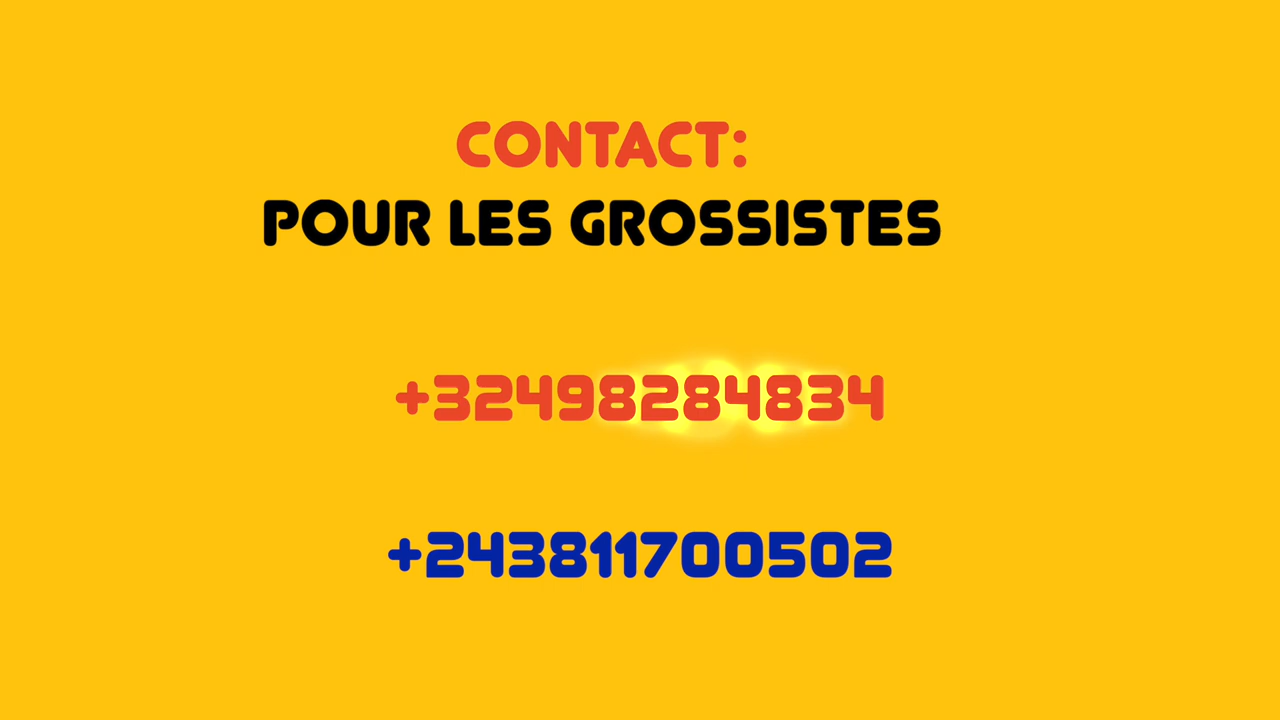 CONTACT:
POUR LES GROSSISTES
+32498284834
+243811700502